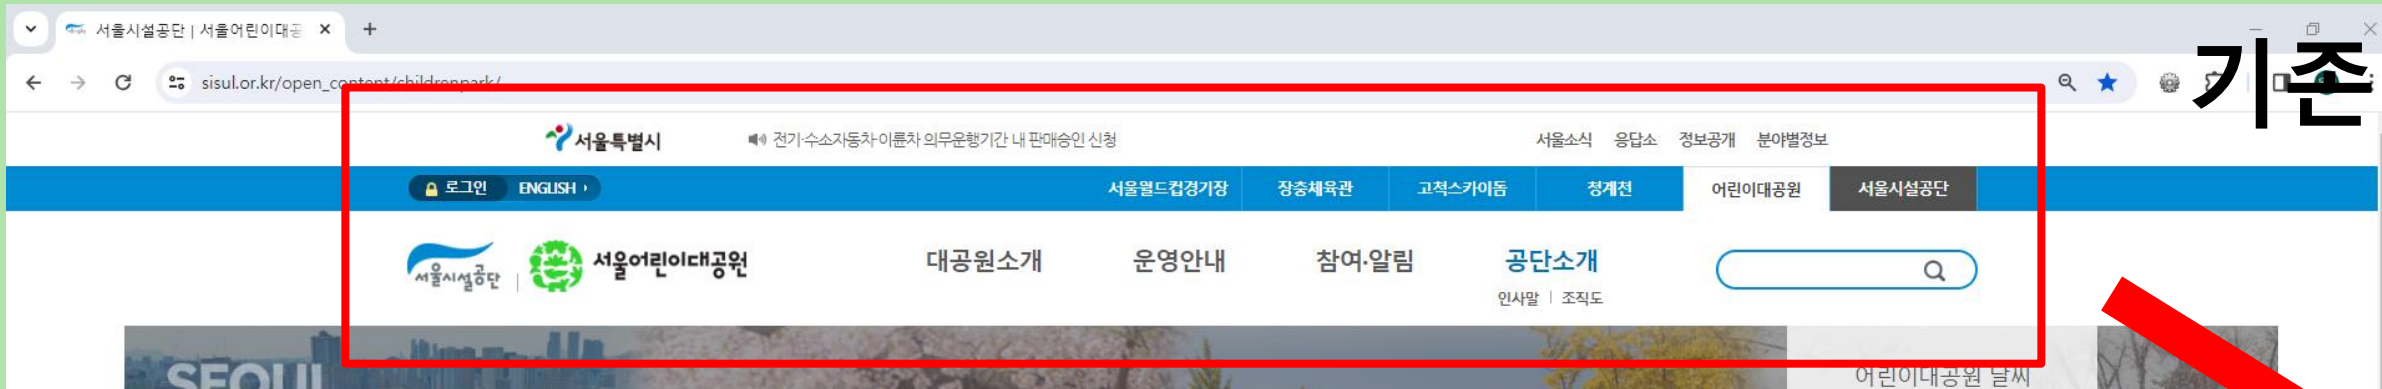 서울시설공단 | 서울어린이대공
sisul.or.kr/open_content/childrenpark/
기존
서울특별시 전기·수소자동차·이륜차 의무운행기간 내 판매승인 신청 서울소식 응답소 정보공개 분야별정보
로그인 ENGLISH 서울월드컵경기장 장충체육관 고척스카이돔 청계천 어린이대공원 서울시설공단
서울시설공단 | 서울어린이대공원 대공원소개 운영안내 참여·알림 공단소개
인사말 | 조직도
SEOUL
어린이대공원 날씨